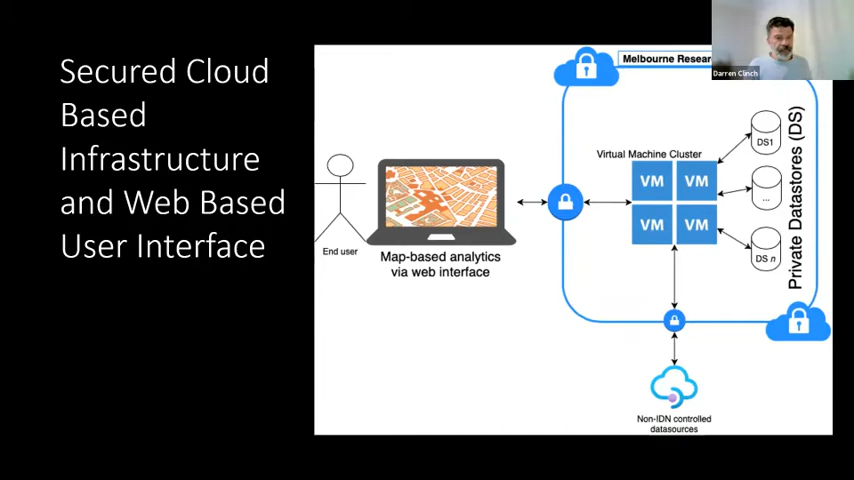 Secured Cloud
Based
Infrastructure
and Web Based
User Interface
Melbourne
Darren Clinch
Virtual Machine Cluster
VM VM
VM VM
DS1
...
DS n
Private Datastores (DS)
End user
Map-based analytics
via web interface
Non-IDN controlled
datasources